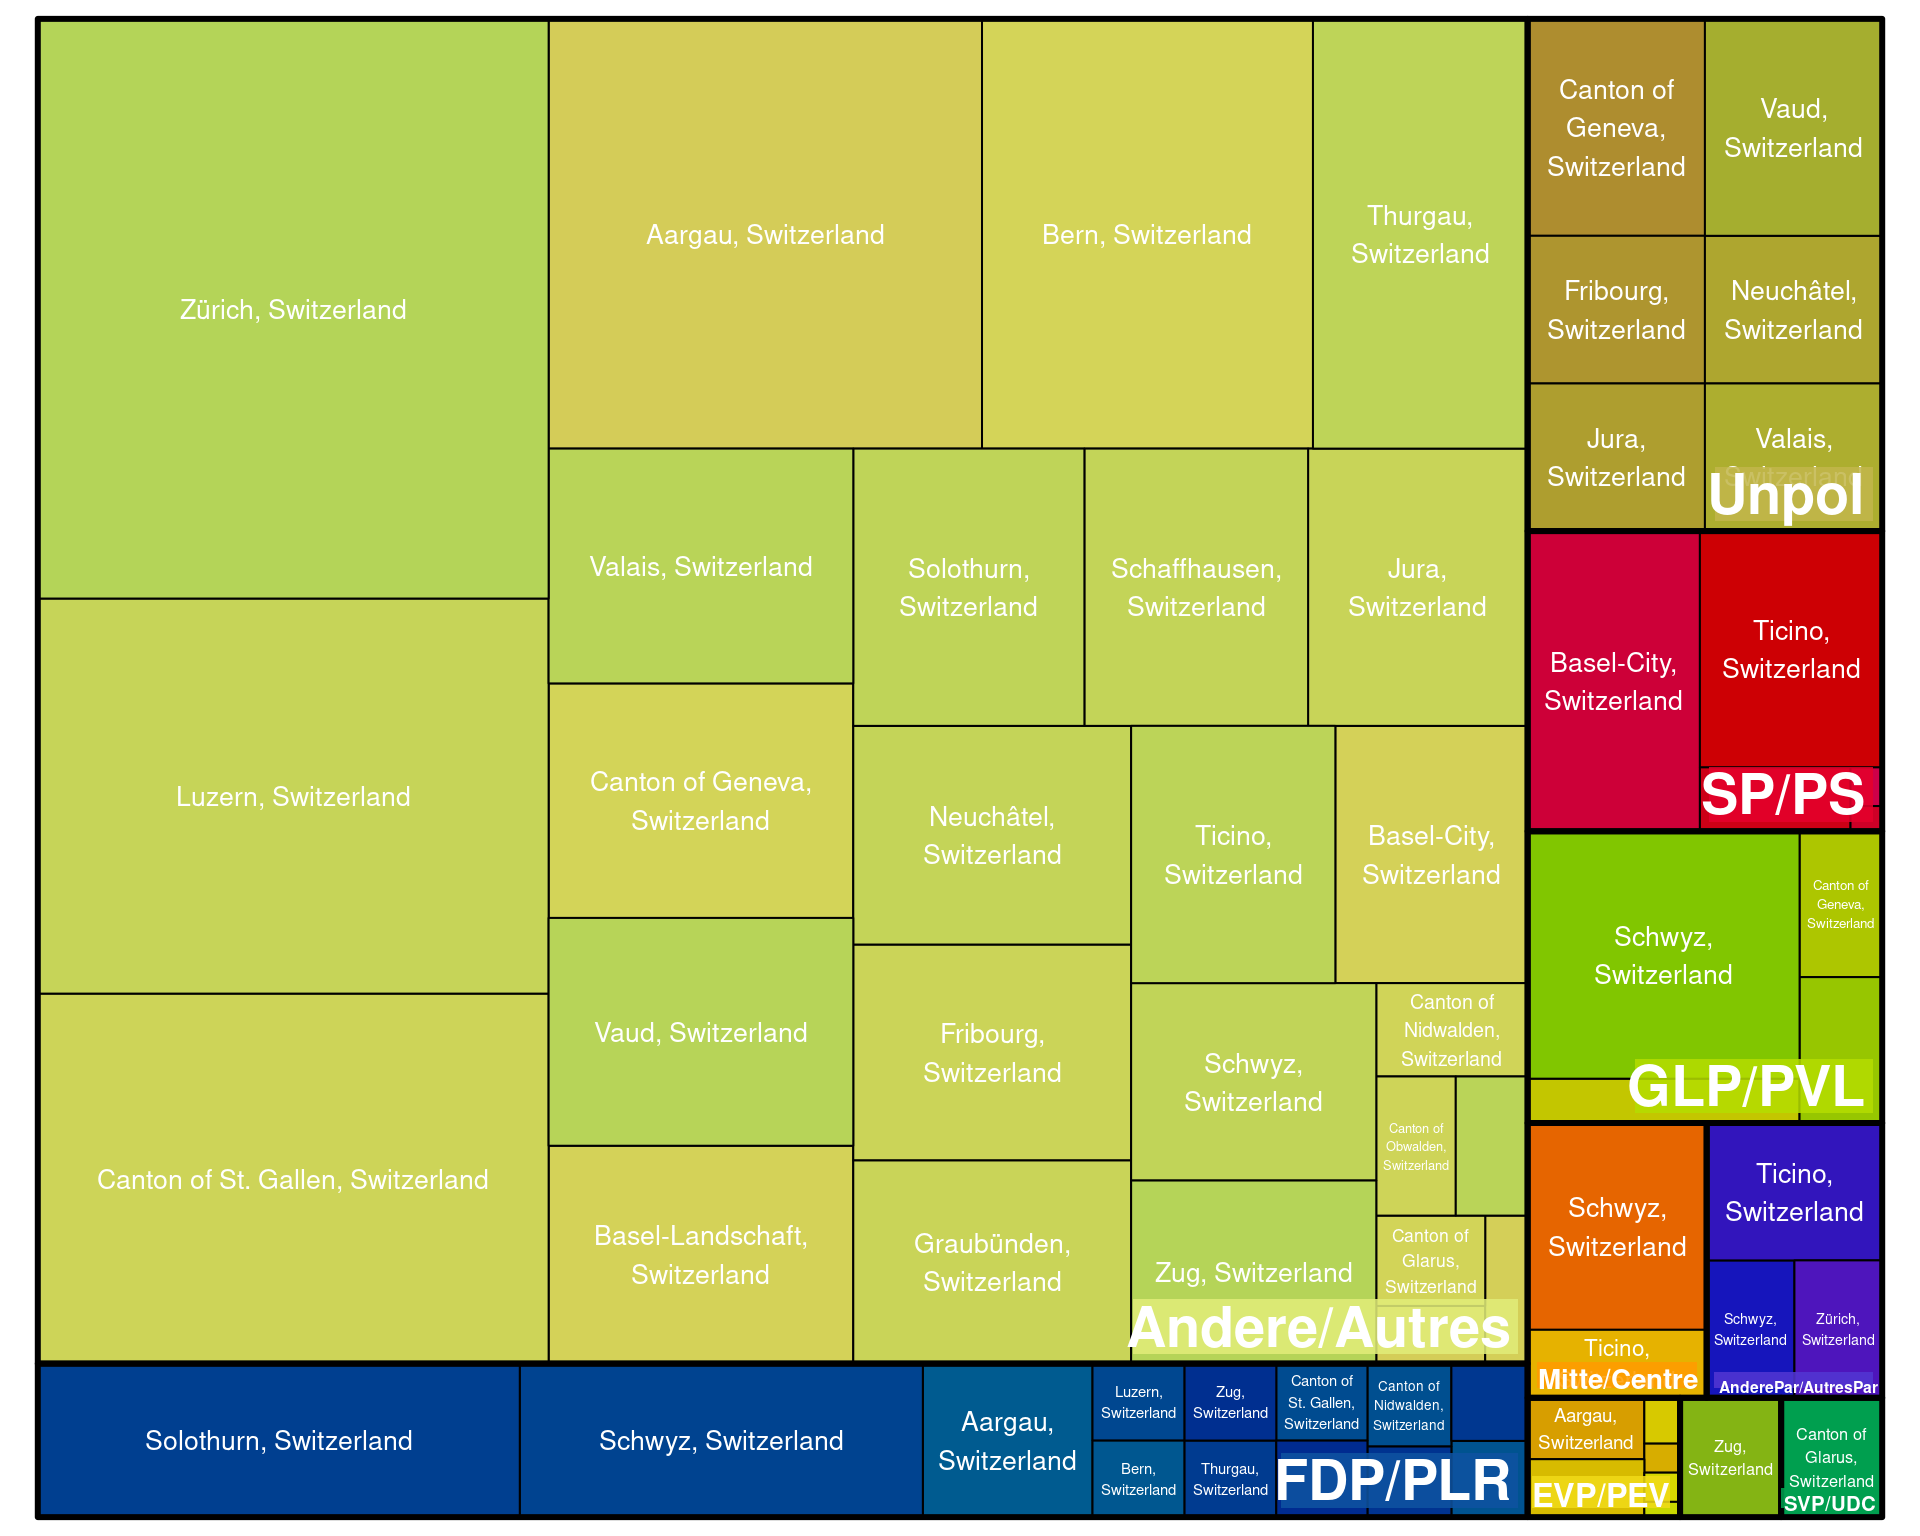 Zürich, Switzerland
Luzern, Switzerland
Canton of St. Gallen, Switzerland
Aargau, Switzerland
Bern, Switzerland
Thurgau,
Switzerland
Valais, Switzerland
Canton of Geneva,
Switzerland
Vaud, Switzerland
Basel-Landschaft,
Switzerland
Solothurn,
Switzerland
Schaffhausen,
Switzerland
Jura,
Switzerland
Neuchâtel,
Switzerland
Fribourg,
Switzerland
Graubünden,
Switzerland
Ticino,
Switzerland
Basel-City,
Switzerland
Schwyz,
Switzerland
Zug, Switzerland
Canton of
Nidwalden,
Switzerland
Canton of
Obwalden,
Switzerland
Canton of
Glarus,
Switzerland
Andere/Autres
Solothurn, Switzerland
Schwyz, Switzerland
Aargau,
Switzerland
Luzern,
Switzerland
Bern,
Switzerland
Zug,
Switzerland
Thurgau,
Switzerland
Canton of
St. Gallen,
Switzerland
Canton of
Nidwalden,
Switzerland
FDP/PLR
Canton of
Geneva,
Switzerland
Vaud,
Switzerland
Fribourg,
Switzerland
Neuchâtel,
Switzerland
Jura,
Switzerland
Valais,
Switzerland
Unpol
Basel-City,
Switzerland
Ticino,
Switzerland
SP/PS
Schwyz,
Switzerland
Canton of
Geneva,
Switzerland
GLP/PVL
Schwyz,
Switzerland
Ticino,
Mitte/Centre
Ticino,
Switzerland
Schwyz,
Switzerland
Zürich,
Switzerland
AnderePar/AutresPar
Aargau,
Switzerland
EVP/PEV
Zug,
Switzerland
Canton of
Glarus,
Switzerland
SVP/UDC